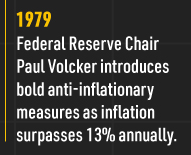 1979
Federal Reserve Chair
Paul Volcker introduces
bold anti-inflationary
measures as inflation
surpasses 13% annually.